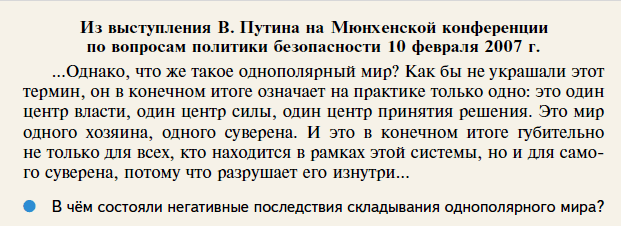 Из выступления В. Путина на Мюнхенской конференции
по вопросам политики безопасности 10 февраля 2007 г.
...Однако, что же такое однополярный мир? Как бы не украшали этот
термин, он в конечном итоге означает на практике только одно: это один
центр власти, один центр силы, один центр принятия решения. Это мир
одного хозяина, одного суверена. И это в конечном итоге губительно
не только для всех, кто находится в рамках этой системы, но и для само-
го суверена, потому что разрушает его изнутри...
В чём состояли негативные последствия складывания однополярного мира?